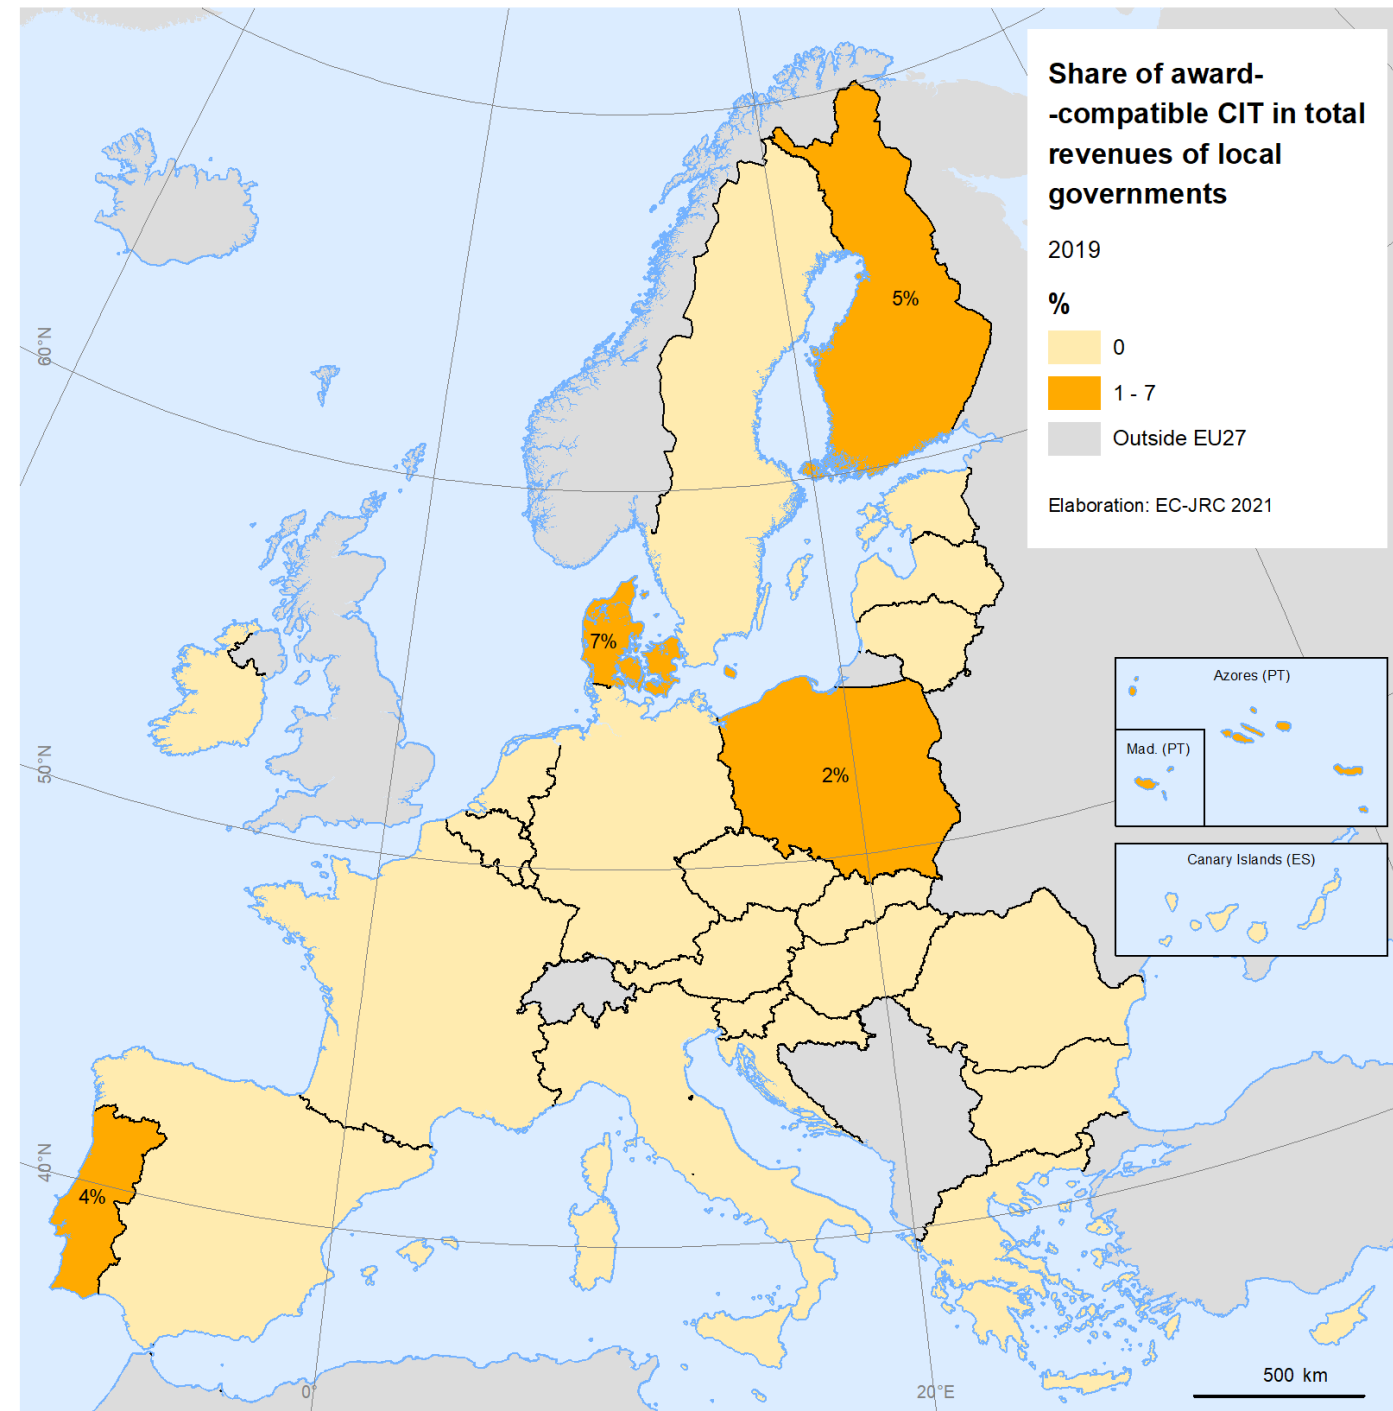 Share of award-
-compatible CIT in total
revenues of local
governments
2019
%
0
1 - 7
Outside EU27
Elaboration: EC-JRC 2021
5%
7%
2%
4%
60°N
50°N
40°N
0°
20°E
Azores (PT)
Mad. (PT)
Canary Islands (ES)
500 km